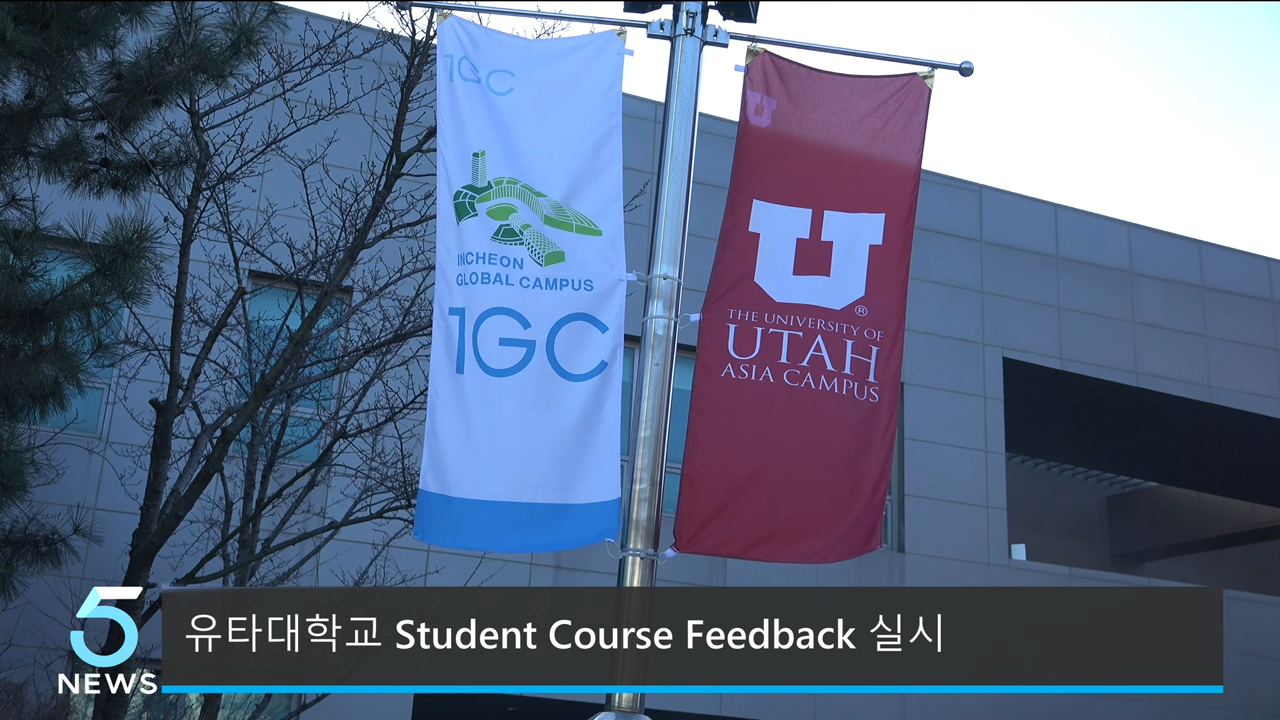 IGC
INCHEON
GLOBAL CAMPUS
IGC
U
U®
THE UNIVERSITY OF
UTAH
ASIA CAMPUS
5
NEWS
유타대학교 Student Course Feedback 실시